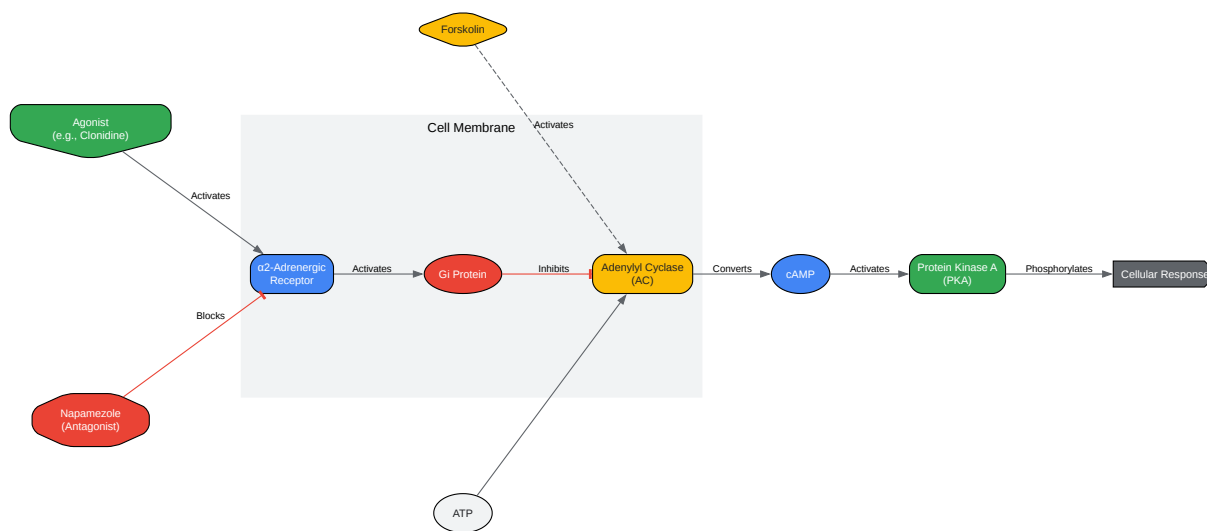 Forskolin
Agonist
(e.g., Clonidine)
Cell Membrane
Activates
Activates
α2-Adrenergic
Receptor
Activates
Gi Protein
Inhibits
Adenylyl Cyclase
(AC)
Converts
cAMP
Activates
Protein Kinase A
(PKA)
Phosphorylates
Cellular Response
Blocks
Napamezole
(Antagonist)
ATP